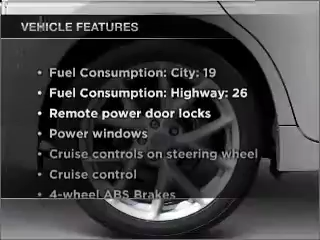 VEHICLE FEATURES
• Fuel Consumption: City: 19
• Fuel Consumption: Highway: 26
• Remote power door locks
• Power windows
• Cruise controls on steering wheel
• Cruise control
• 4-wheel ABS Brakes